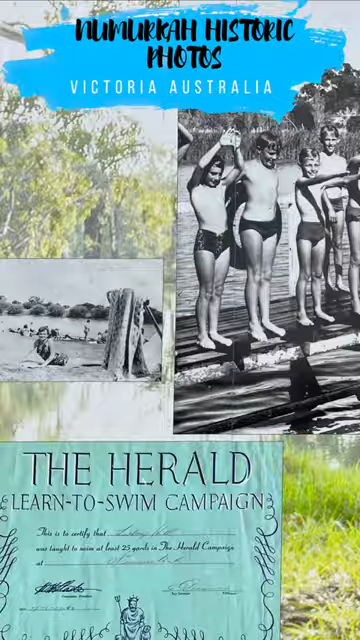 NUMURKAH HISTORIC
PHOTOS
VICTORIA AUSTRALIA
THE HERALD
LEARN-TO-SWIM CAMPAIGN
This is to certify that
was taught to swim at least 25 yards in The Herald Campaign
at